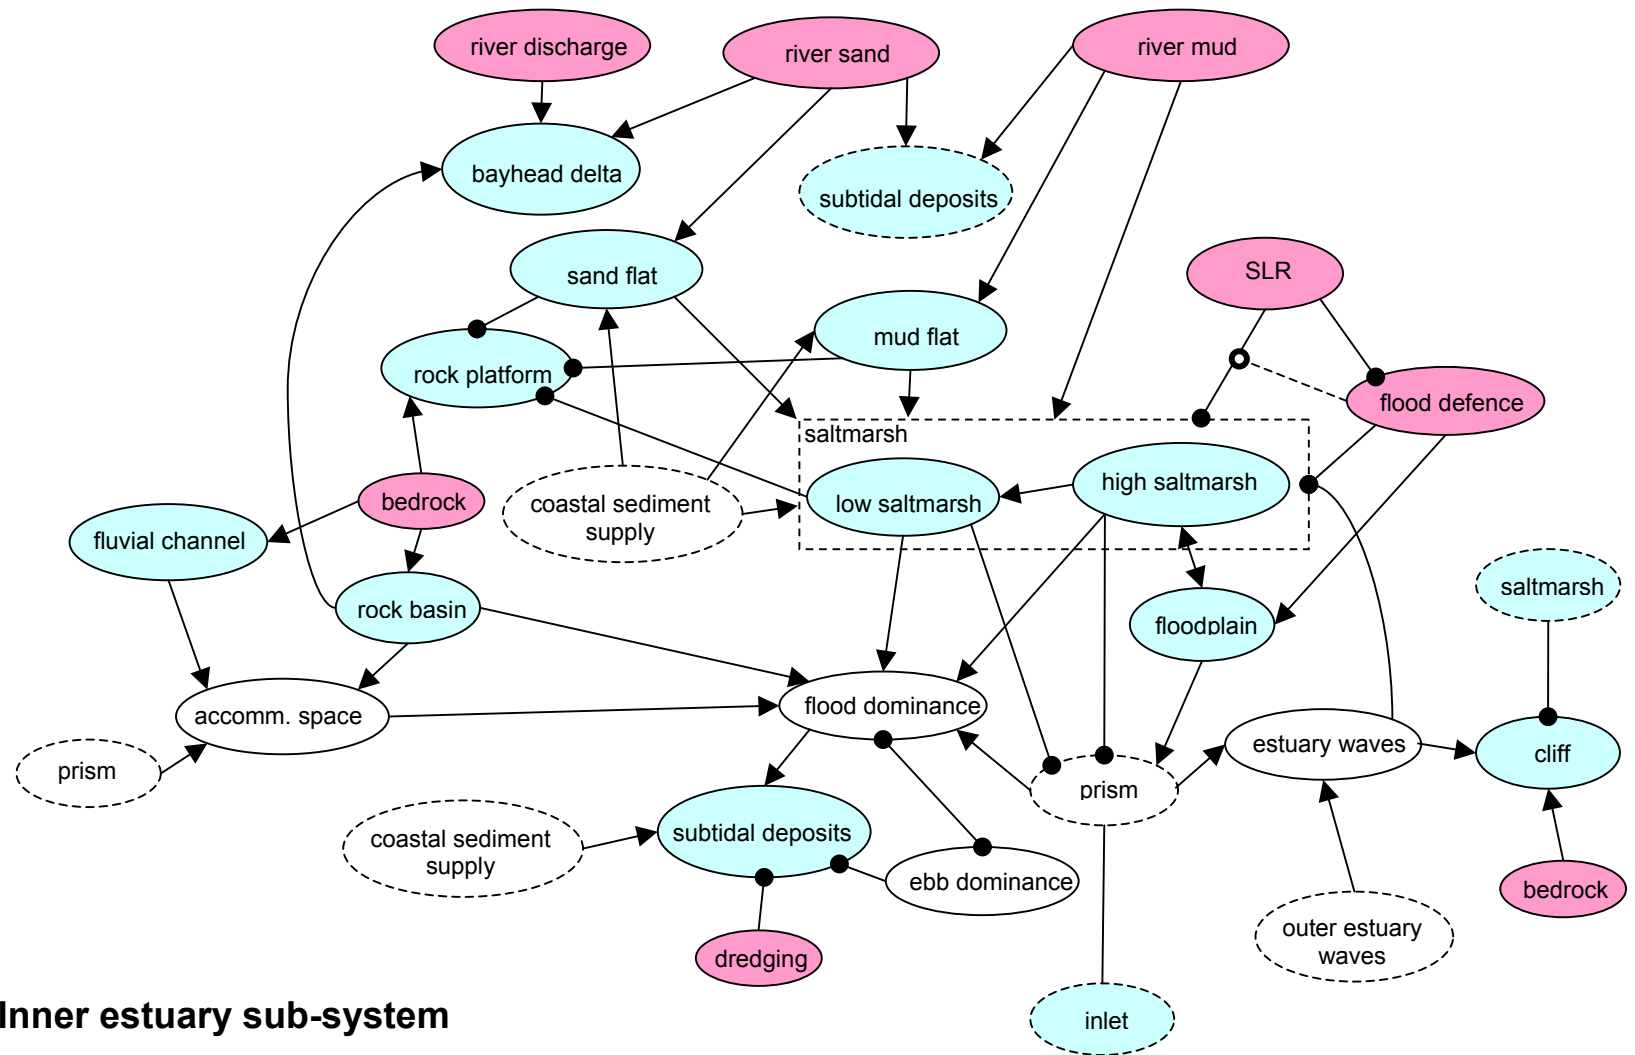 river discharge
river sand
river mud
bayhead delta
subtidal deposits
sand flat
SLR
mud flat
rock platform
flood defence
saltmarsh
bedrock
coastal sediment
supply
low saltmarsh
high saltmarsh
fluvial channel
saltmarsh
rock basin
floodplain
accomm. space
flood dominance
estuary waves
cliff
prism
prism
coastal sediment
supply
subtidal deposits
ebb dominance
bedrock
outer estuary
waves
dredging
inlet
Inner estuary sub-system